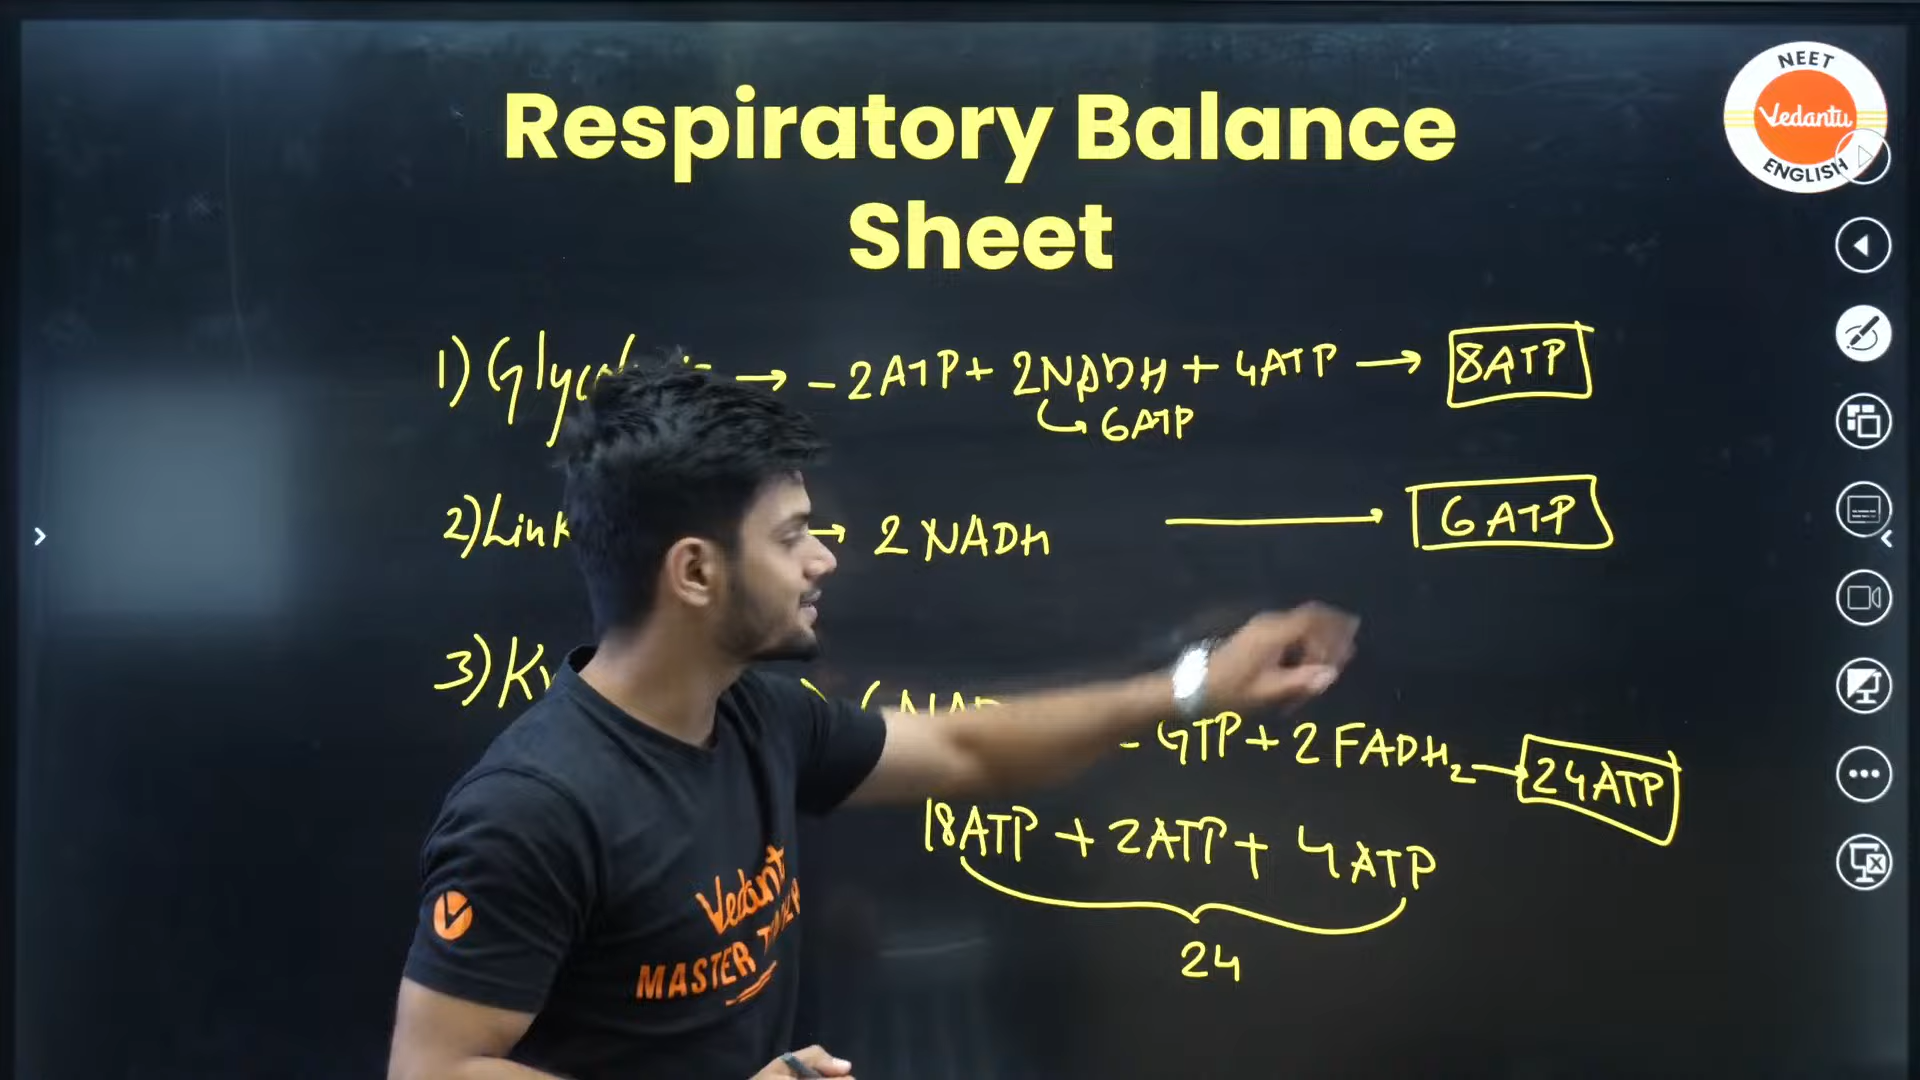 Respiratory Balance
Sheet
NEET
Vedantu
ENGLISH
1) → -2ATP + 2NADH + 4ATP → 8ATP
↳ 6ATP
2) Link → 2 NADH → 6 ATP
3)
GTP + 2 FADH₂ → 24ATP
18ATP + 2ATP + 4ATP
24
Vedantu
MASTER